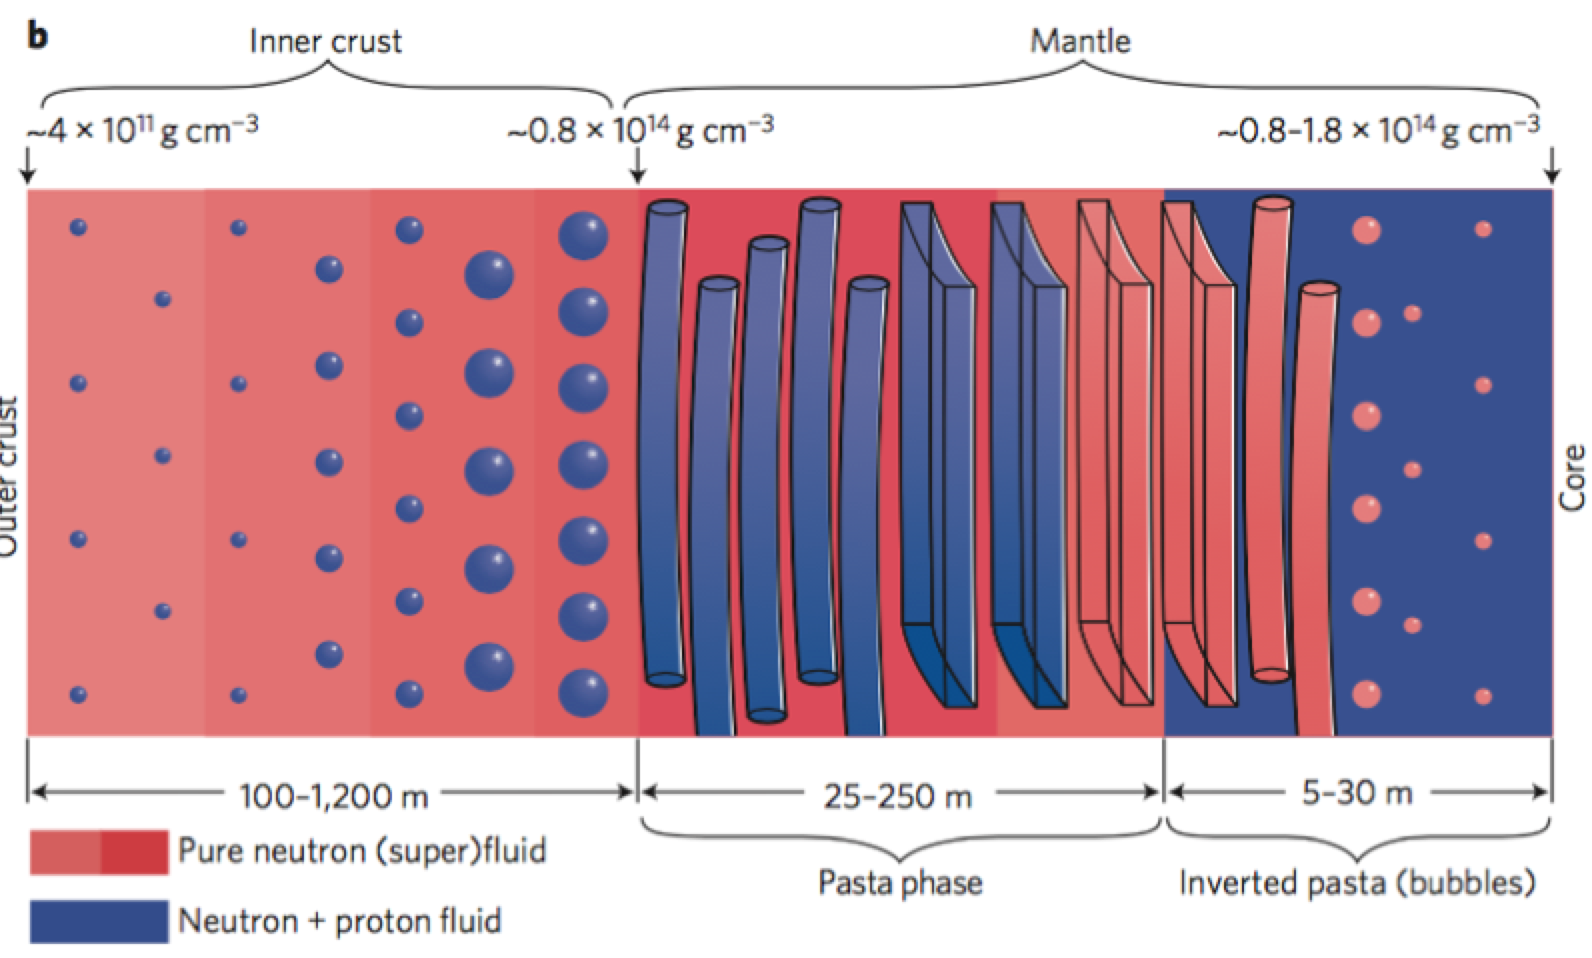 b
Inner crust
Mantle
~4 × 10¹¹ g cm⁻³
~0.8 × 10¹⁴ g cm⁻³
~0.8–1.8 × 10¹⁴ g cm⁻³
Outer crust
Core
100–1,200 m
25–250 m
5–30 m
Pure neutron (super)fluid
Pasta phase
Inverted pasta (bubbles)
Neutron + proton fluid